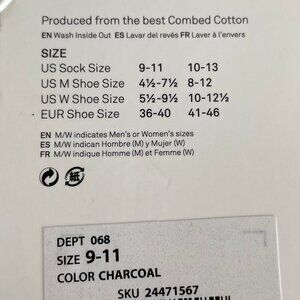 Produced from the best Combed Cotton
EN Wash Inside Out ES Lavar del revés FR Laver à l'envers
SIZE
US Sock Size 9-11 10-13
US M Shoe Size 4½-7½ 8-12
US W Shoe Size 5½-9½ 10-12½
EUR Shoe Size 36-40 41-46
EN M/W indicates Men's or Women's sizes
ES M/W indican Hombre (M) y Mujer (W)
FR M/W indique Homme (M) et Femme (W)
紙
DEPT 068
SIZE 9-11
COLOR CHARCOAL
SKU 24471567